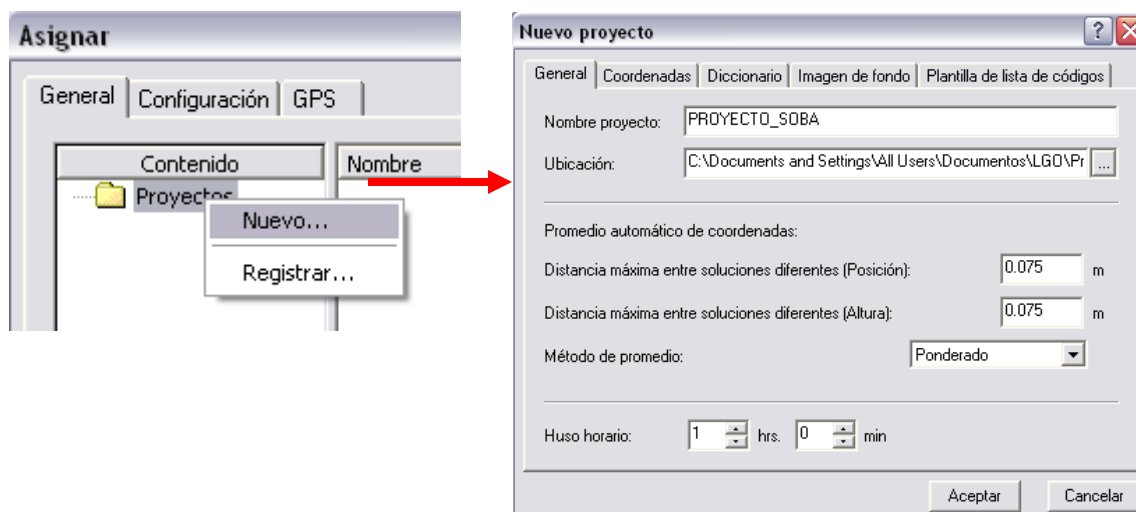 Asignar
General Configuración GPS
Contenido Nombre
Proyectos
Nuevo...
Registrar...
Nuevo proyecto
General Coordenadas Diccionario Imagen de fondo Plantilla de lista de códigos
Nombre proyecto: PROYECTO_SOBA
Ubicación: C:\Documents and Settings\All Users\Documentos\LGO\Pr ...
Promedio automático de coordenadas:
Distancia máxima entre soluciones diferentes (Posición): 0.075 m
Distancia máxima entre soluciones diferentes (Altura): 0.075 m
Método de promedio: Ponderado
Huso horario: 1 hrs. 0 min
Aceptar Cancelar